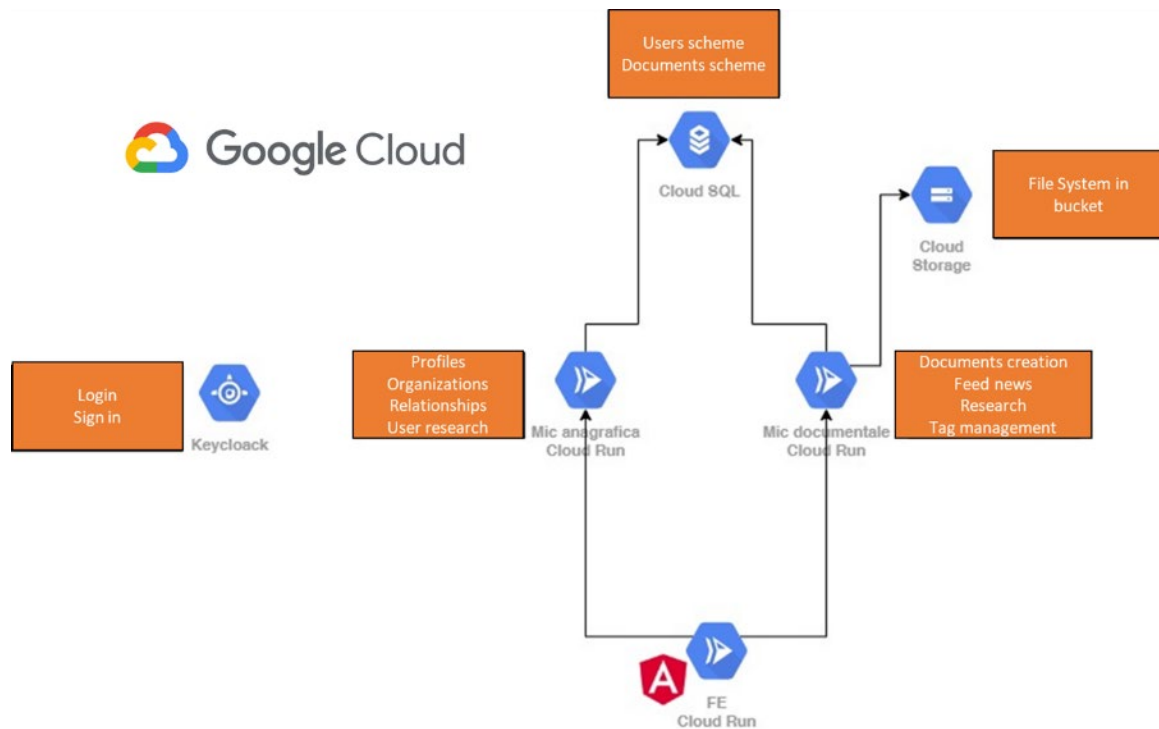 Users scheme
Documents scheme
Google Cloud
Cloud SQL
File System in
bucket
Cloud
Storage
Login
Sign in
Keycloack
Profiles
Organizations
Relationships
User research
Mic anagrafica
Cloud Run
Mic documentale
Cloud Run
Documents creation
Feed news
Research
Tag management
A
FE
Cloud Run